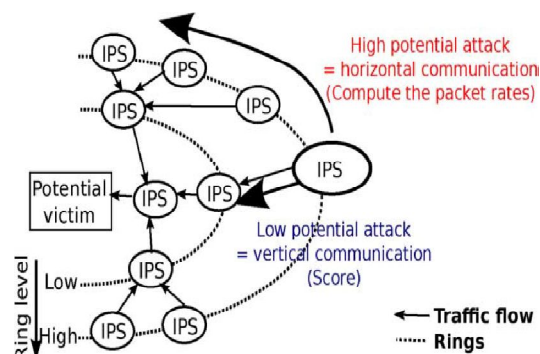 IPS
IPS
IPS
IPS
High potential attack
= horizontal communication
(Compute the packet rates)
IPS
Potential
victim
IPS
IPS
Low potential attack
= vertical communication
(Score)
Ring level
Low
IPS
High
IPS
IPS
Traffic flow
Rings